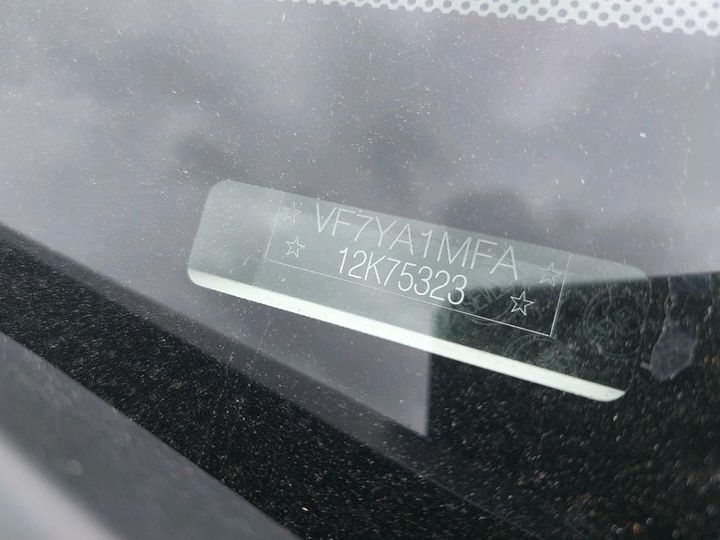 ☆ VF7YA1MFA ☆
☆ 12K75323 ☆